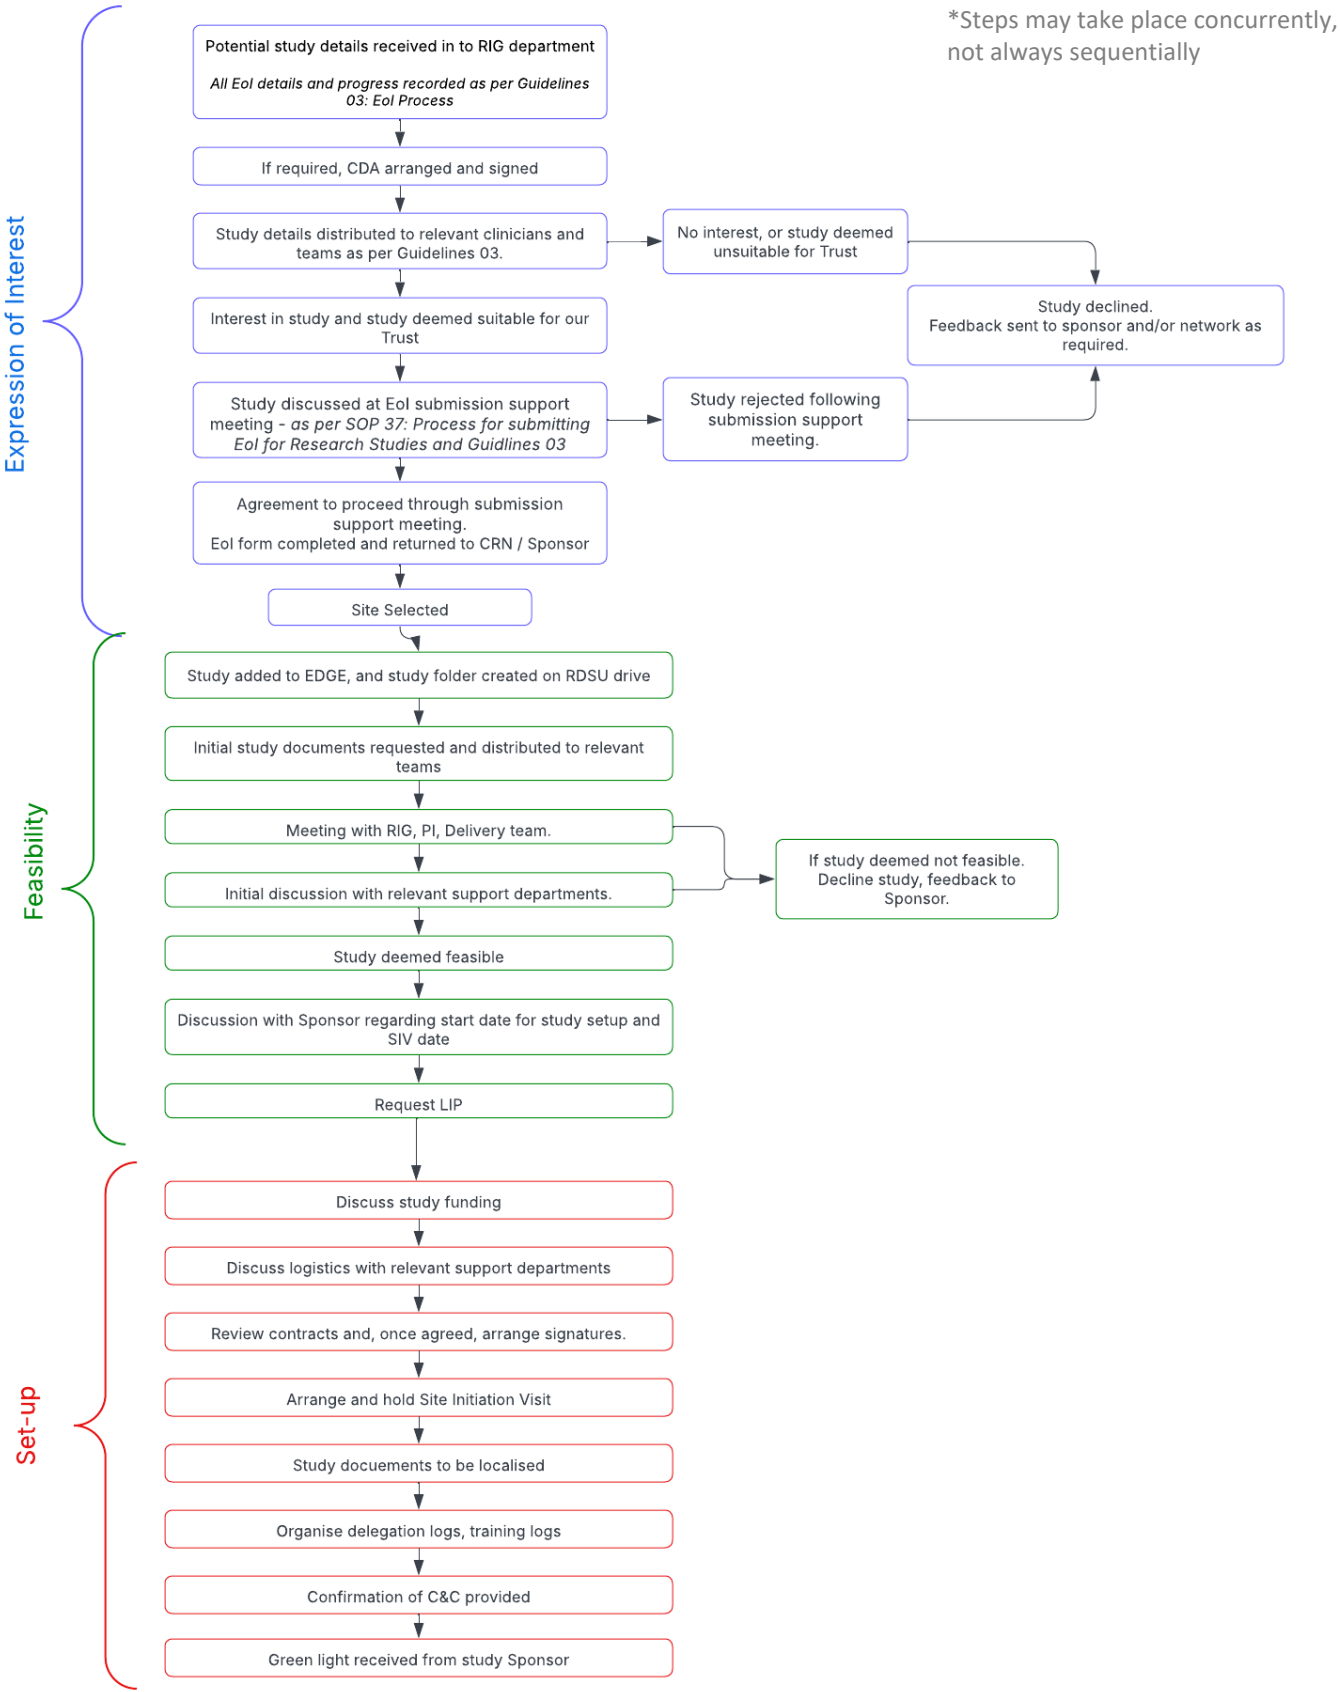 *Steps may take place concurrently,
not always sequentially
Expression of Interest
Potential study details received in to RIG department
All EoI details and progress recorded as per Guidelines
03: EoI Process
If required, CDA arranged and signed
Study details distributed to relevant clinicians and
teams as per Guidelines 03.
No interest, or study deemed
unsuitable for Trust
Study declined.
Feedback sent to sponsor and/or network as
required.
Interest in study and study deemed suitable for our
Trust
Study discussed at EoI submission support
meeting - as per SOP 37: Process for submitting
EoI for Research Studies and Guidlines 03
Study rejected following
submission support
meeting.
Agreement to proceed through submission
support meeting.
EoI form completed and returned to CRN / Sponsor
Site Selected
Feasibility
Study added to EDGE, and study folder created on RDSU drive
Initial study documents requested and distributed to relevant
teams
Meeting with RIG, PI, Delivery team.
Initial discussion with relevant support departments.
If study deemed not feasible.
Decline study, feedback to
Sponsor.
Study deemed feasible
Discussion with Sponsor regarding start date for study setup and
SIV date
Request LIP
Set-up
Discuss study funding
Discuss logistics with relevant support departments
Review contracts and, once agreed, arrange signatures.
Arrange and hold Site Initiation Visit
Study docuements to be localised
Organise delegation logs, training logs
Confirmation of C&C provided
Green light received from study Sponsor